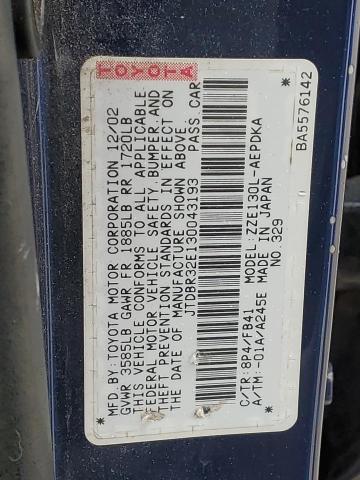 TOYOTA
MFD.BY:TOYOTA MOTOR CORPORATION 12/02
GVWR 3585LB GAWR FR 1885LB RR 1720LB
THIS VEHICLE CONFORMS TO ALL APPLICABLE
FEDERAL MOTOR VEHICLE SAFETY, BUMPER, AND
THEFT PREVENTION STANDARDS IN EFFECT ON
THE DATE OF MANUFACTURE SHOWN ABOVE.
JTDBR32E130043193 PASS.CAR
C/TR:8P4/FB41 MODEL:ZZE130L-AEPDKA
A/TM:-01A/A245E MADE IN JAPAN
NO.329
BA5576142